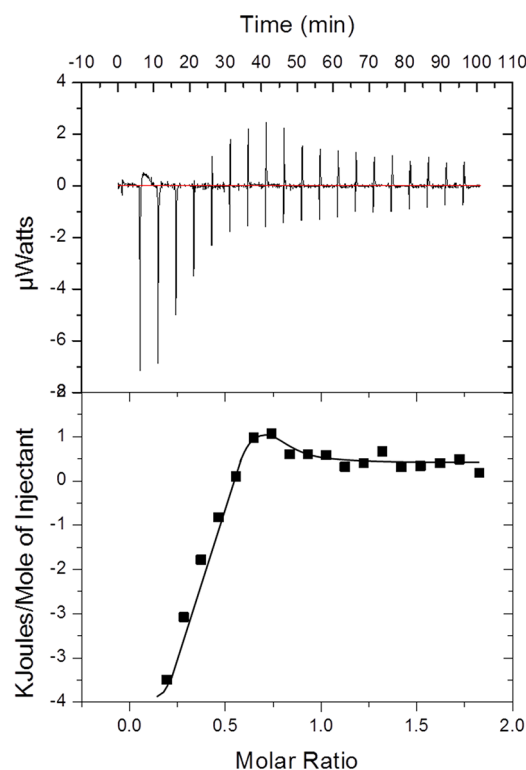 Time (min)
-10 0 10 20 30 40 50 60 70 80 90 100 110
4
2
0
-2
-4
-6
-8
2
µWatts
1
0
-1
-2
-3
-4
KJoules/Mole of Injectant
0.0 0.5 1.0 1.5 2.0
Molar Ratio